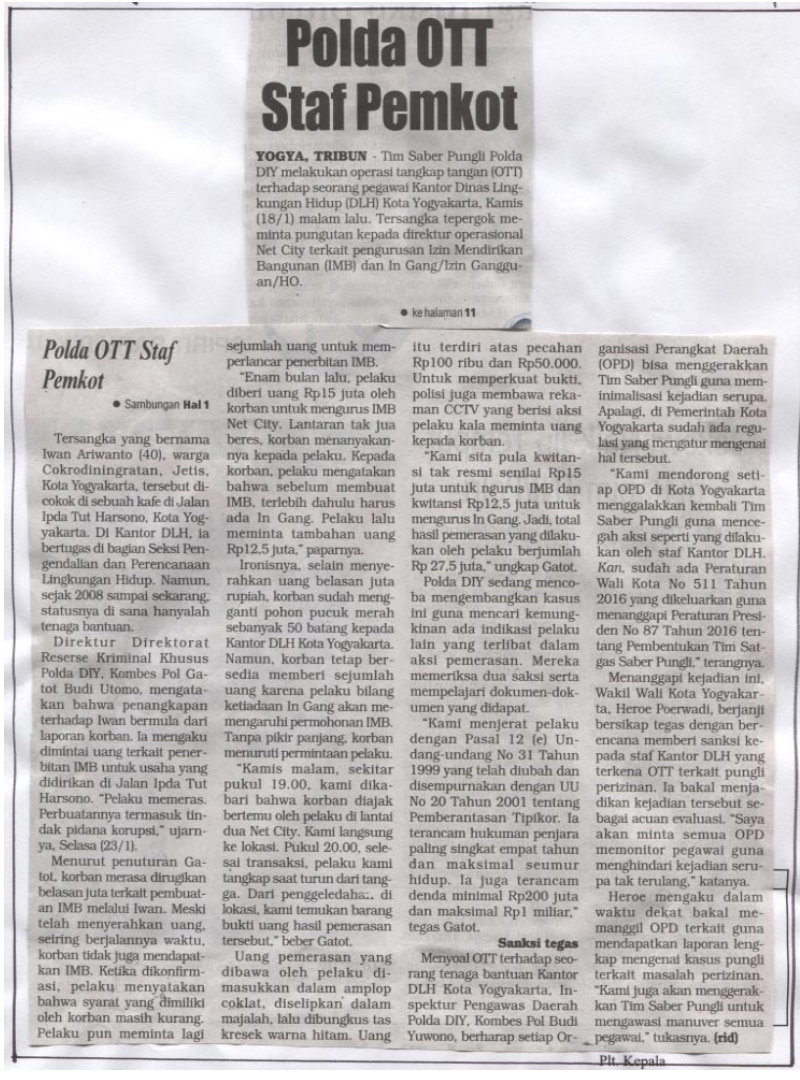 Polda OTT
Staf Pemkot
YOGYA, TRIBUN - Tim Saber Pungli Polda
DIY melakukan operasi tangkap tangan (OTT)
terhadap seorang pegawai Kantor Dinas Ling-
kungan Hidup (DLH) Kota Yogyakarta, Kamis
(18/1) malam lalu. Tersangka tepergok me-
minta pungutan kepada direktur operasional
Net City terkait pengurusan Izin Mendirikan
Bangunan (IMB) dan In Gang/Izin Ganggu-
an/HO.
● ke halaman 11
Polda OTT Staf
Pemkot
● Sambungan Hal 1
Tersangka yang bernama
Iwan Ariwanto (40), warga
Cokrodiningratan, Jetis,
Kota Yogyakarta, tersebut di-
cokok di sebuah kafe di Jalan
Ipda Tut Harsono, Kota Yog-
yakarta. Di Kantor DLH, ia
bertugas di bagian Seksi Pen-
gendalian dan Perencanaan
Lingkungan Hidup. Namun,
sejak 2008 sampai sekarang,
statusnya di sana hanyalah
tenaga bantuan.
Direktur Direktorat
Reserse Kriminal Khusus
Polda DIY, Kombes Pol Ga-
tot Budi Utomo, mengata-
kan bahwa penangkapan
terhadap Iwan bermula dari
laporan korban. Ia mengaku
dimintai uang terkait pener-
bitan IMB untuk usaha yang
didirikan di Jalan Ipda Tut
Harsono. "Pelaku memeras.
Perbuatannya termasuk tin-
dak pidana korupsi," ujarn-
ya, Selasa (23/1).
Menurut penuturan Ga-
tot, korban merasa dirugikan
belasan juta terkait pembuat-
an IMB melalui Iwan. Meski
telah menyerahkan uang,
seiring berjalannya waktu,
korban tidak juga mendapat-
kan IMB. Ketika dikonfirm-
asi, pelaku menyatakan
bahwa syarat yang dimiliki
oleh korban masih kurang.
Pelaku pun meminta lagi
sejumlah uang untuk mem-
perlancar penerbitan IMB.
"Enam bulan lalu, pelaku
diberi uang Rp15 juta oleh
korban untuk mengurus IMB
Net City. Lantaran tak jua
beres, korban menanyakan-
nya kepada pelaku. Kepada
korban, pelaku mengatakan
bahwa sebelum membuat
IMB, terlebih dahulu harus
ada In Gang. Pelaku lalu
meminta tambahan uang
Rp12,5 juta," paparnya.
Ironisnya, selain menye-
rahkan uang belasan juta
rupiah, korban sudah meng-
ganti pohon pucuk merah
sebanyak 50 batang kepada
Kantor DLH Kota Yogyakarta.
Namun, korban tetap ber-
sedia memberi sejumlah
uang karena pelaku bilang
ketiadaan In Gang akan me-
mengaruhi permohonan IMB.
Tanpa pikir panjang, korban
menuruti permintaan pelaku.
"Kamis malam, sekitar
pukul 19.00, kami dika-
bari bahwa korban diajak
bertemu oleh pelaku di lantai
dua Net City. Kami langsung
ke lokasi. Pukul 20.00, sele-
sai transaksi, pelaku kami
tangkap saat turun dari tang-
ga. Dari penggeledahan di
lokasi, kami temukan barang
bukti uang hasil pemerasan
tersebut," beber Gatot.
Uang pemerasan yang
dibawa oleh pelaku di-
masukkan dalam amplop
coklat, diselipkan dalam
majalah, lalu dibungkus tas
kresek warna hitam. Uang
itu terdiri atas pecahan
Rp100 ribu dan Rp50.000.
Untuk memperkuat bukti,
polisi juga membawa reka-
man CCTV yang berisi aksi
pelaku kala meminta uang
kepada korban.
"Kami sita pula kwitan-
si tak resmi senilai Rp15
juta untuk ngurus IMB dan
kwitansi Rp12,5 juta untuk
mengurus In Gang. Jadi, total
hasil pemerasan yang dilaku-
kan oleh pelaku berjumlah
Rp 27,5 juta," ungkap Gatot.
Polda DIY sedang menco-
ba mengembangkan kasus
ini guna mencari kemung-
kinan ada indikasi pelaku
lain yang terlibat dalam
aksi pemerasan. Mereka
memeriksa dua saksi serta
mempelajari dokumen-dok-
umen yang didapat.
"Kami menjerat pelaku
dengan Pasal 12 (e) Un-
dang-undang No 31 Tahun
1999 yang telah diubah dan
disempurnakan dengan UU
No 20 Tahun 2001 tentang
Pemberantasan Tipikor. Ia
terancam hukuman penjara
paling singkat empat tahun
dan maksimal seumur
hidup. Ia juga terancam
denda minimal Rp200 juta
dan maksimal Rp1 miliar,"
tegas Gatot.
Sanksi tegas
Menyoal OTT terhadap seo-
rang tenaga bantuan Kantor
DLH Kota Yogyakarta, In-
spektur Pengawas Daerah
Polda DIY, Kombes Pol Budi
Yuwono, berharap setiap Or-
ganisasi Perangkat Daerah
(OPD) bisa menggerakkan
Tim Saber Pungli guna mem-
inimalisasi kejadian serupa.
Apalagi, di Pemerintah Kota
Yogyakarta sudah ada regu-
lasi yang mengatur mengenai
hal tersebut.
"Kami mendorong seti-
ap OPD di Kota Yogyakarta
menggalakkan kembali Tim
Saber Pungli guna mence-
gah aksi seperti yang dilaku-
kan oleh staf Kantor DLH.
Kan, sudah ada Peraturan
Wali Kota No 511 Tahun
2016 yang dikeluarkan guna
menanggapi Peraturan Presi-
den No 87 Tahun 2016 ten-
tang Pembentukan Tim Sat-
gas Saber Pungli," terangnya.
Menanggapi kejadian ini,
Wakil Wali Kota Yogyakar-
ta, Heroe Poerwadi, berjanji
bersikap tegas dengan ber-
encana memberi sanksi ke-
pada staf Kantor DLH yang
terkena OTT terkait pungli
perizinan. Ia bakal menja-
dikan kejadian tersebut se-
bagai acuan evaluasi. "Saya
akan minta semua OPD
memonitor pegawai guna
menghindari kejadian seru-
pa tak terulang," katanya.
Heroe mengaku dalam
waktu dekat bakal me-
manggil OPD terkait guna
mendapatkan laporan leng-
kap mengenai kasus pungli
terkait masalah perizinan.
"Kami juga akan menggerak-
kan Tim Saber Pungli untuk
mengawasi manuver semua
pegawai," tukasnya. (rid)
Plt. Kepala